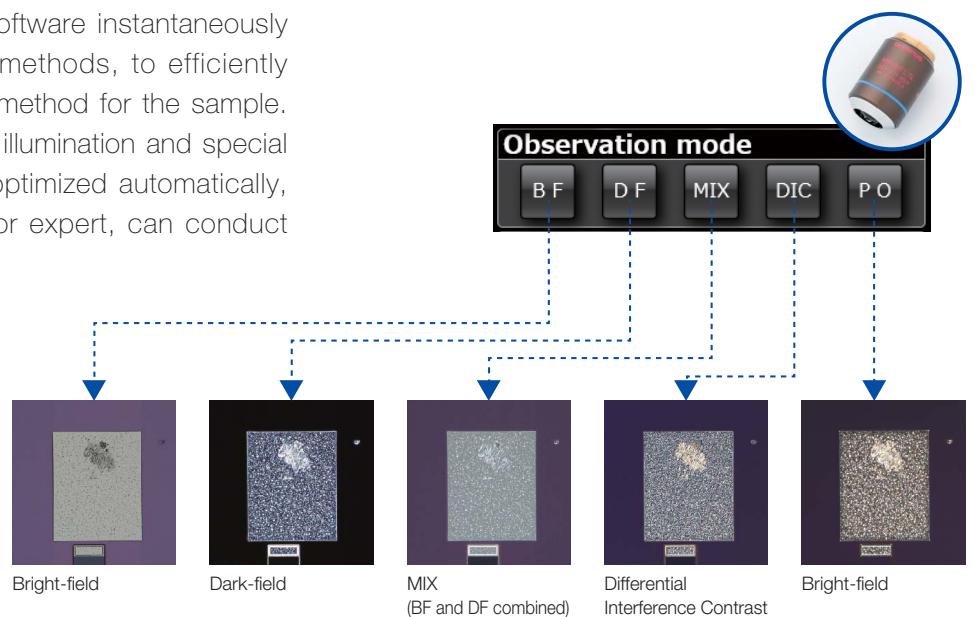 oftware instantaneously
methods, to efficiently
method for the sample.
illumination and special
optimized automatically,
or expert, can conduct
Observation mode
B F
D F
MIX
DIC
P O
Bright-field
Dark-field
MIX
(BF and DF combined)
Differential
Interference Contrast
Bright-field